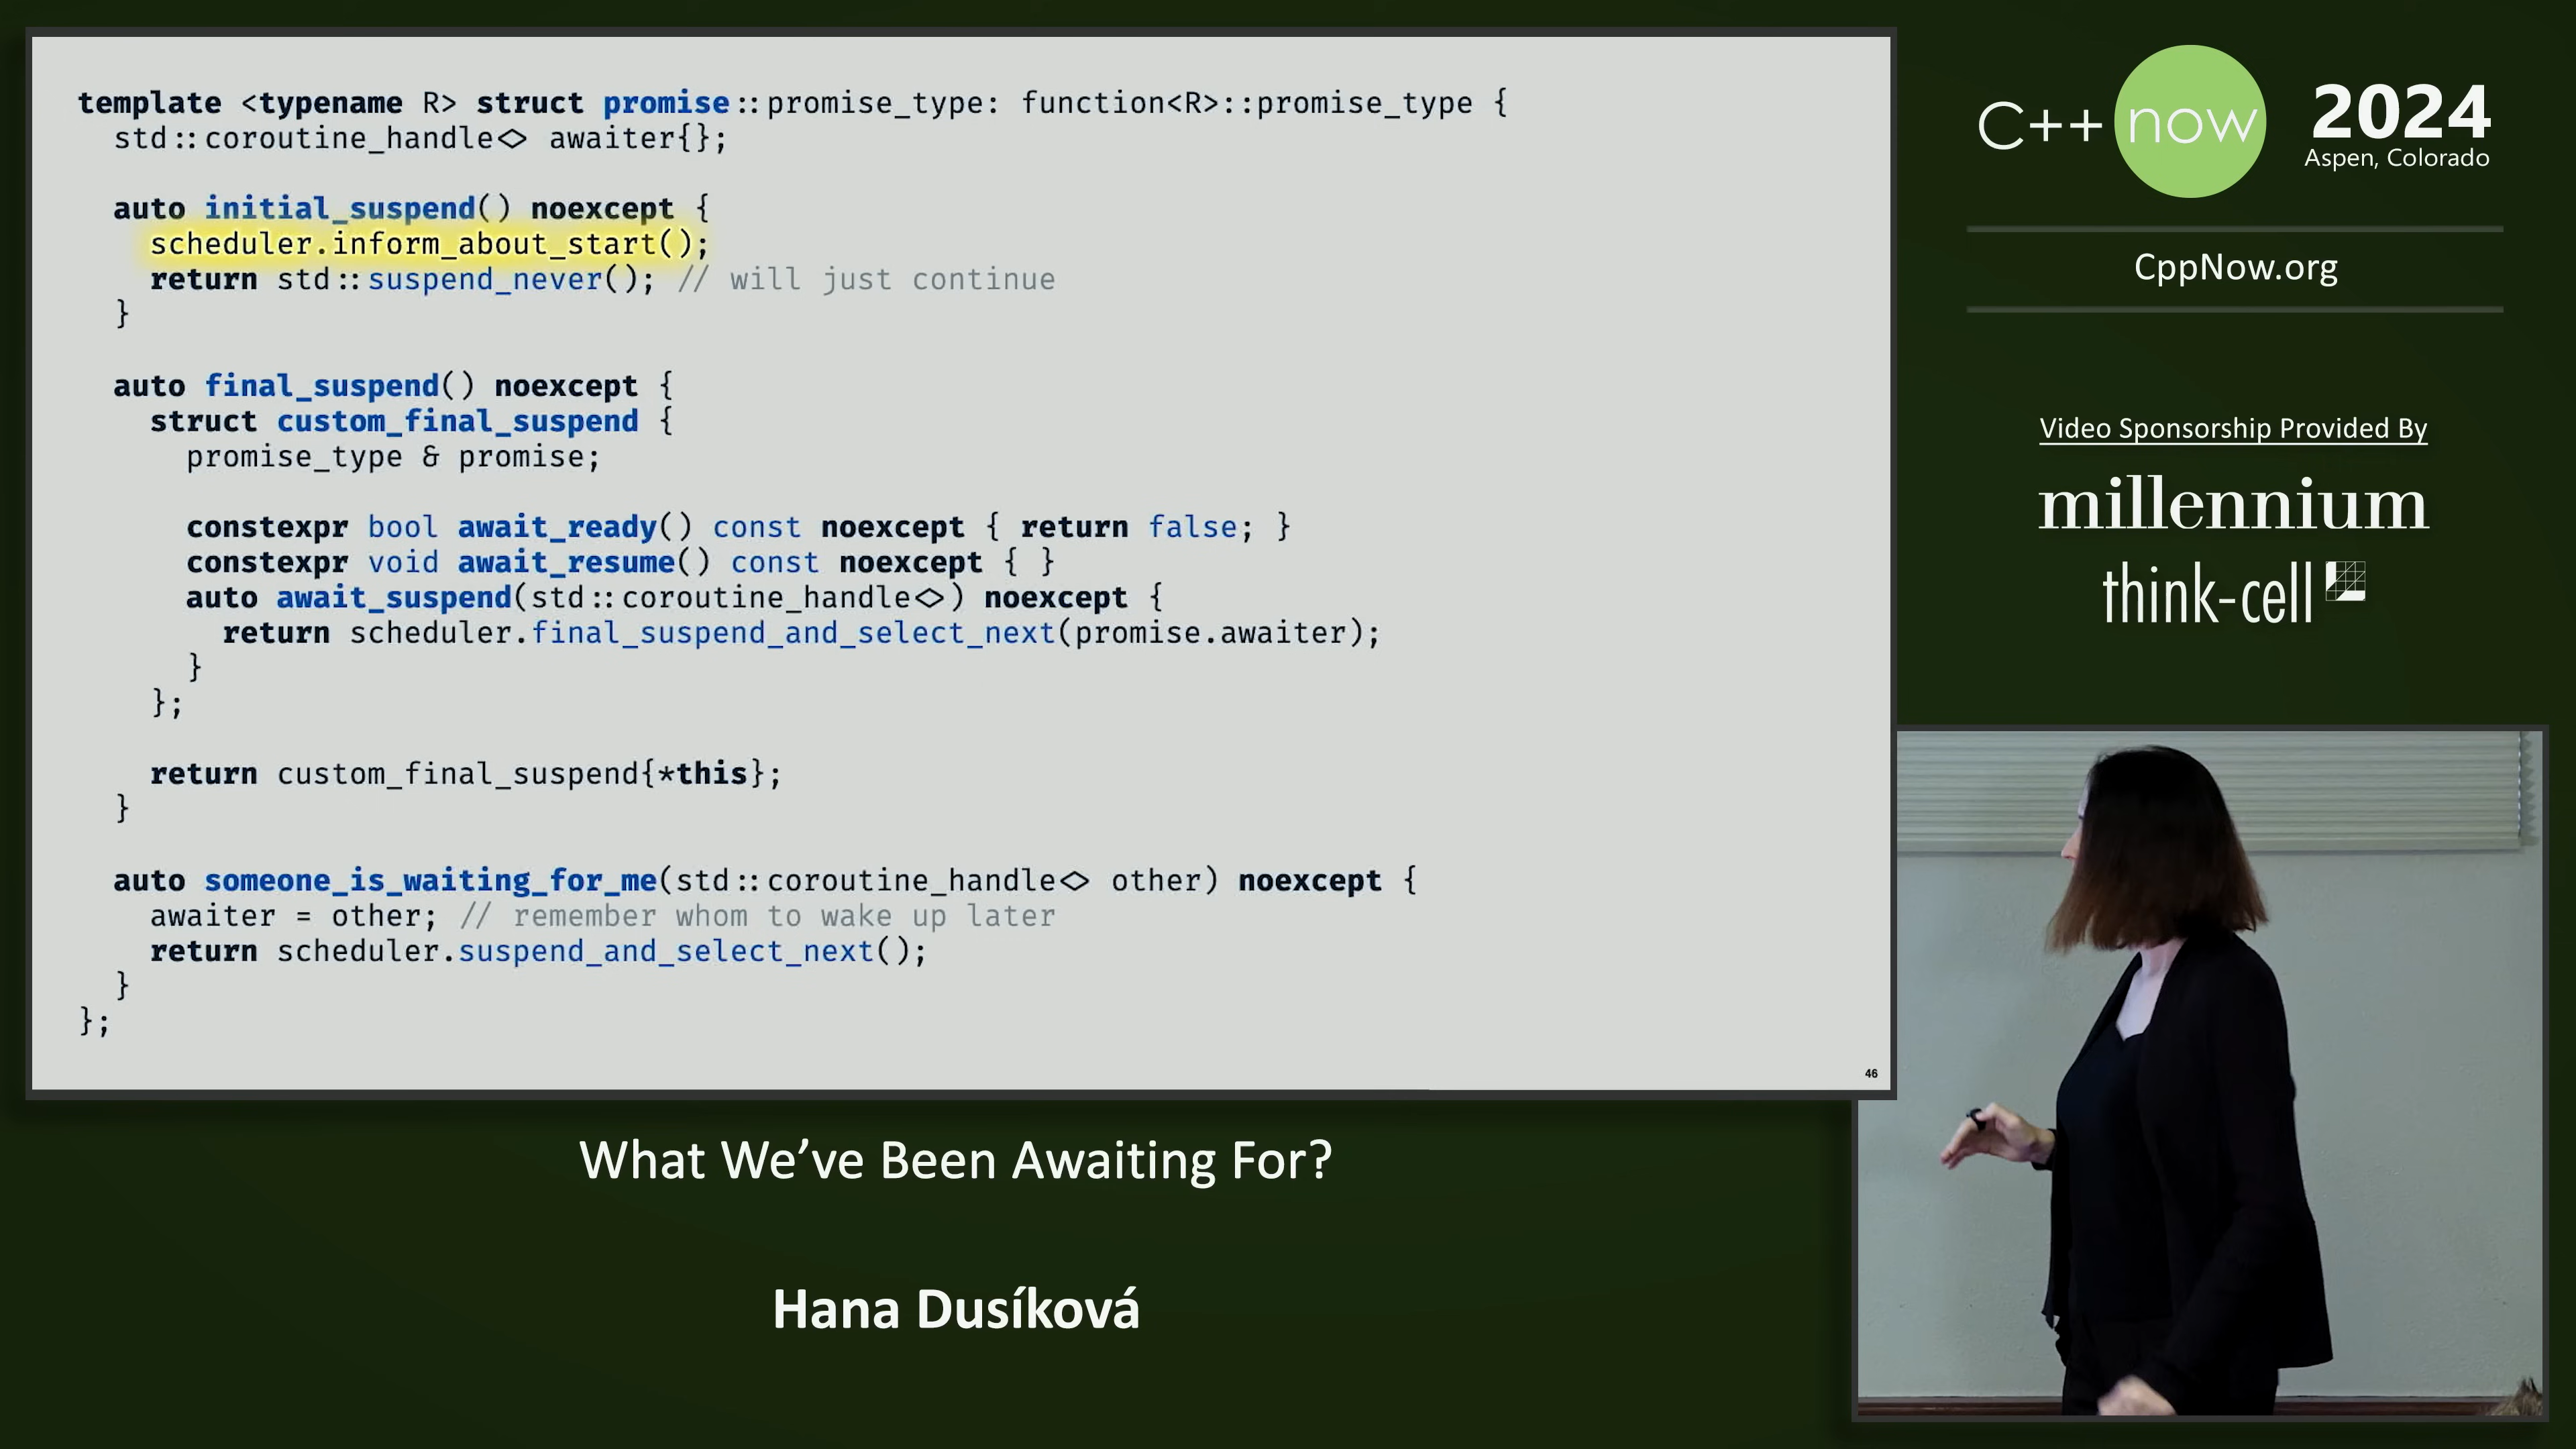 template <typename R> struct promise::promise_type: function<R>::promise_type {
std::coroutine_handle<> awaiter{};
auto initial_suspend() noexcept {
scheduler.inform_about_start();
return std::suspend_never(); // will just continue
}
auto final_suspend() noexcept {
struct custom_final_suspend {
promise_type & promise;
constexpr bool await_ready() const noexcept { return false; }
constexpr void await_resume() const noexcept { }
auto await_suspend(std::coroutine_handle<>) noexcept {
return scheduler.final_suspend_and_select_next(promise.awaiter);
}
};
return custom_final_suspend{*this};
}
auto someone_is_waiting_for_me(std::coroutine_handle<> other) noexcept {
awaiter = other; // remember whom to wake up later
return scheduler.suspend_and_select_next();
}
};
46
C++ now
2024
Aspen, Colorado
CppNow.org
Video Sponsorship Provided By
millennium
think-cell
What We’ve Been Awaiting For?
Hana Dusíková